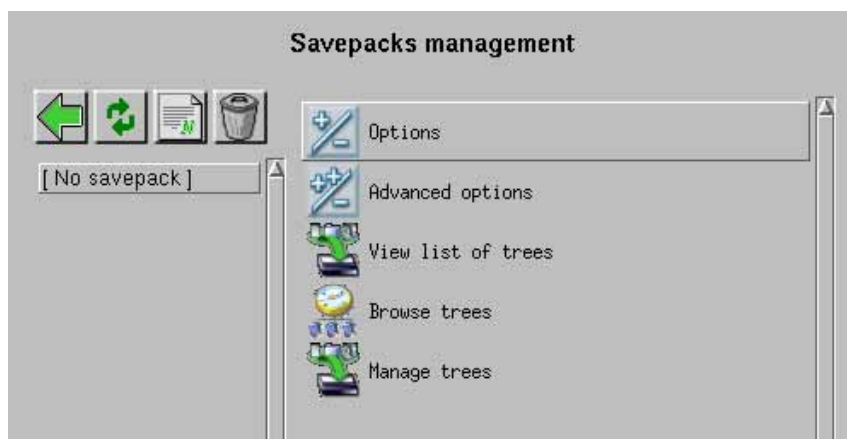 Savepacks management
[ No savepack ]
Options
Advanced options
View list of trees
Browse trees
Manage trees